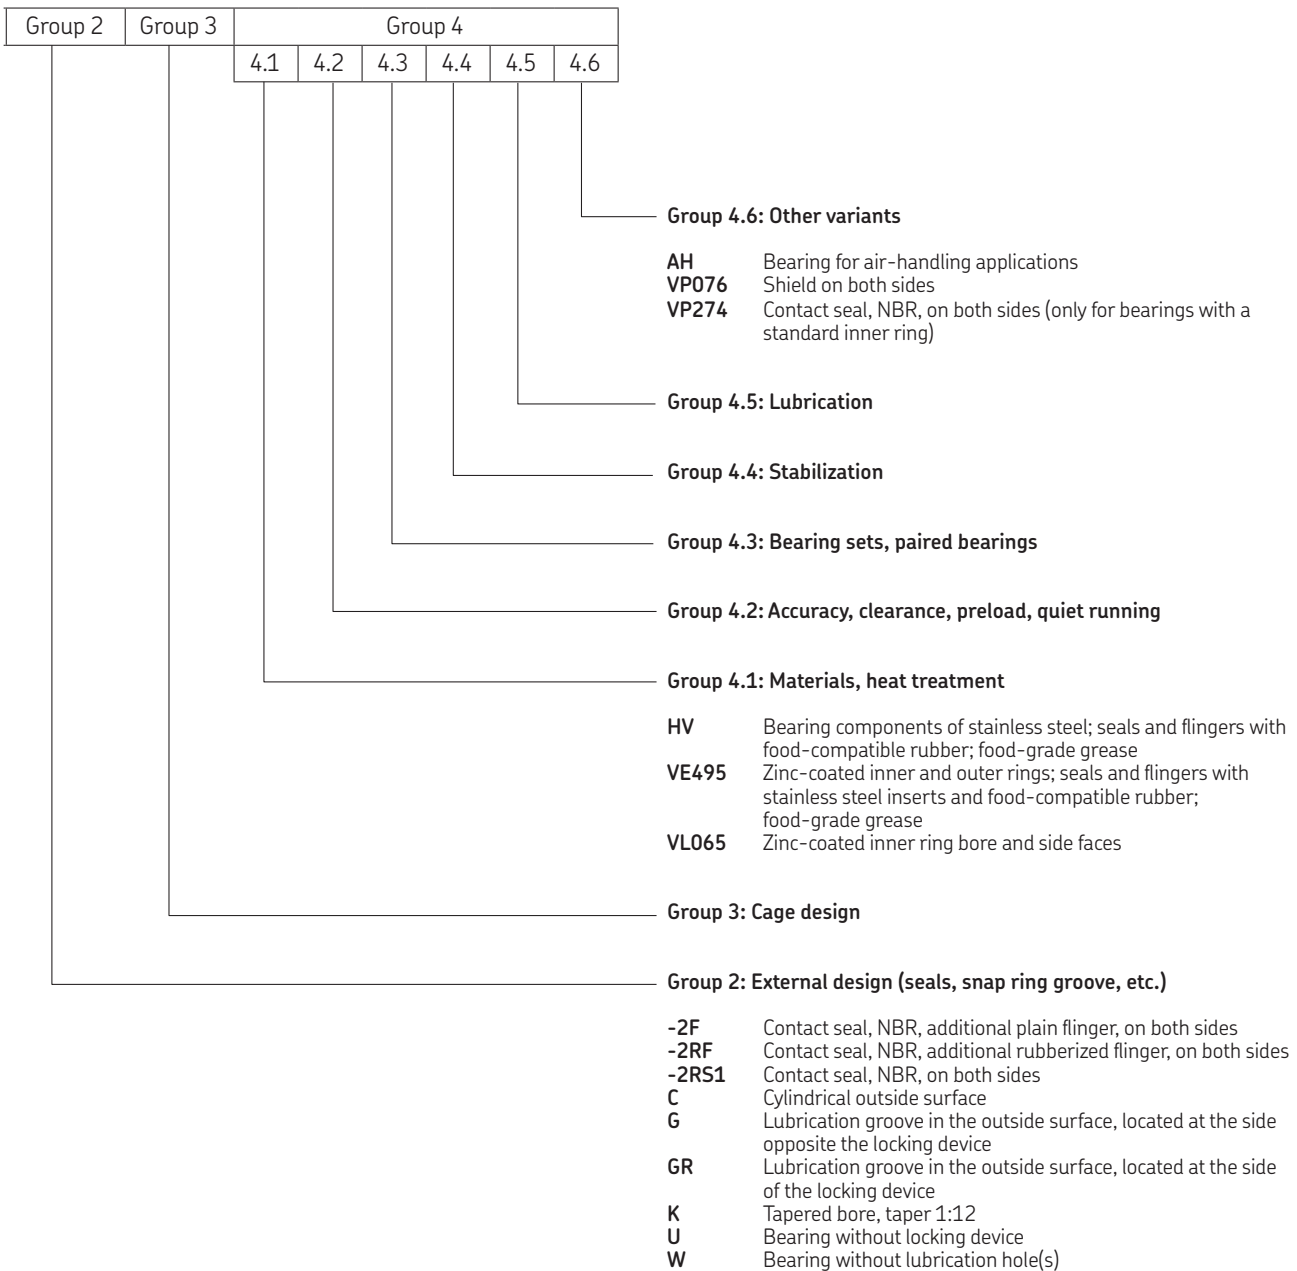 Group 2 Group 3 Group 4
4.1 4.2 4.3 4.4 4.5 4.6
Group 4.6: Other variants
AH Bearing for air-handling applications
VP076 Shield on both sides
VP274 Contact seal, NBR, on both sides (only for bearings with a
standard inner ring)
Group 4.5: Lubrication
Group 4.4: Stabilization
Group 4.3: Bearing sets, paired bearings
Group 4.2: Accuracy, clearance, preload, quiet running
Group 4.1: Materials, heat treatment
HV Bearing components of stainless steel; seals and flingers with
food-compatible rubber; food-grade grease
VE495 Zinc-coated inner and outer rings; seals and flingers with
stainless steel inserts and food-compatible rubber;
food-grade grease
VL065 Zinc-coated inner ring bore and side faces
Group 3: Cage design
Group 2: External design (seals, snap ring groove, etc.)
-2F Contact seal, NBR, additional plain flinger, on both sides
-2RF Contact seal, NBR, additional rubberized flinger, on both sides
-2RS1 Contact seal, NBR, on both sides
C Cylindrical outside surface
G Lubrication groove in the outside surface, located at the side
opposite the locking device
GR Lubrication groove in the outside surface, located at the side
of the locking device
K Tapered bore, taper 1:12
U Bearing without locking device
W Bearing without lubrication hole(s)